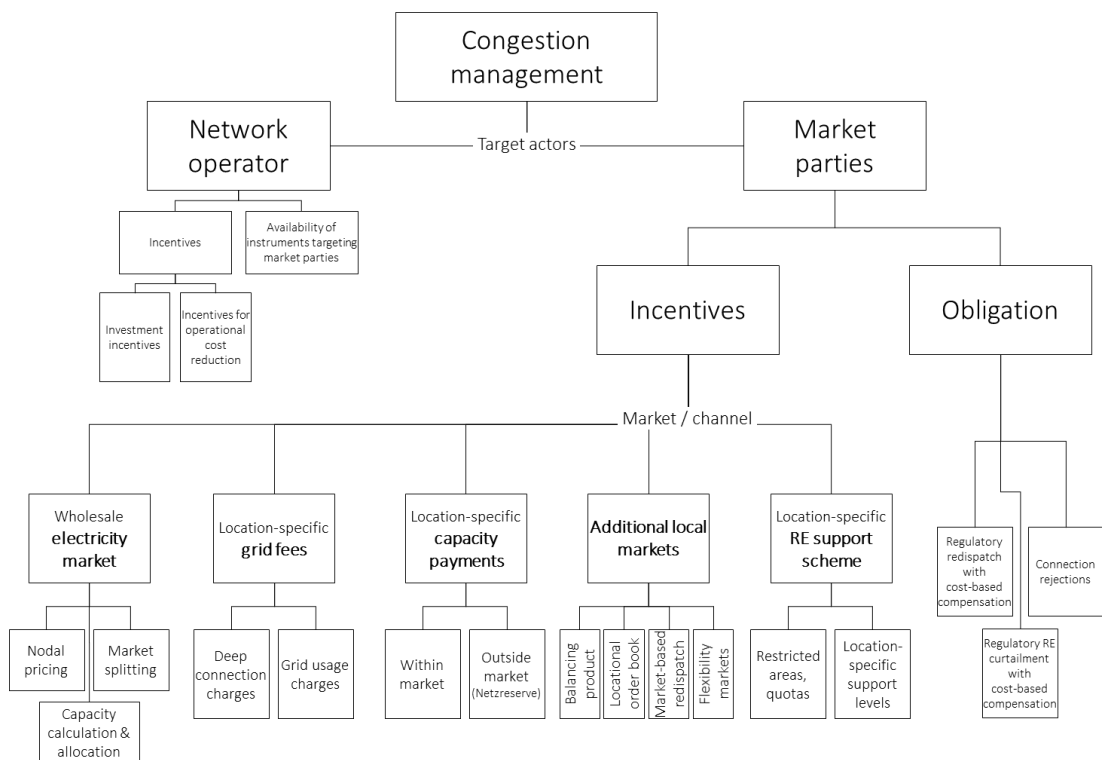 Congestion
management
Network
operator
Target actors
Market
parties
Incentives
Availability of
instruments targeting
market parties
Investment
incentives
Incentives for
operational
cost
reduction
Incentives
Obligation
Market / channel
Wholesale
electricity
market
Location-specific
grid fees
Location-specific
capacity
payments
Additional local
markets
Location-specific
RE support
scheme
Regulatory
redispatch
with
cost-based
compensation
Connection
rejections
Regulatory RE
curtailment
with
cost-based
compensation
Nodal
pricing
Market
splitting
Capacity
calculation &
allocation
Deep
connection
charges
Grid usage
charges
Within
market
Outside
market
(Netzreserve)
Balancing
product
Locational
order book
Market-based
redispatch
Flexibility
markets
Restricted
areas,
quotas
Location-
specific
support
levels